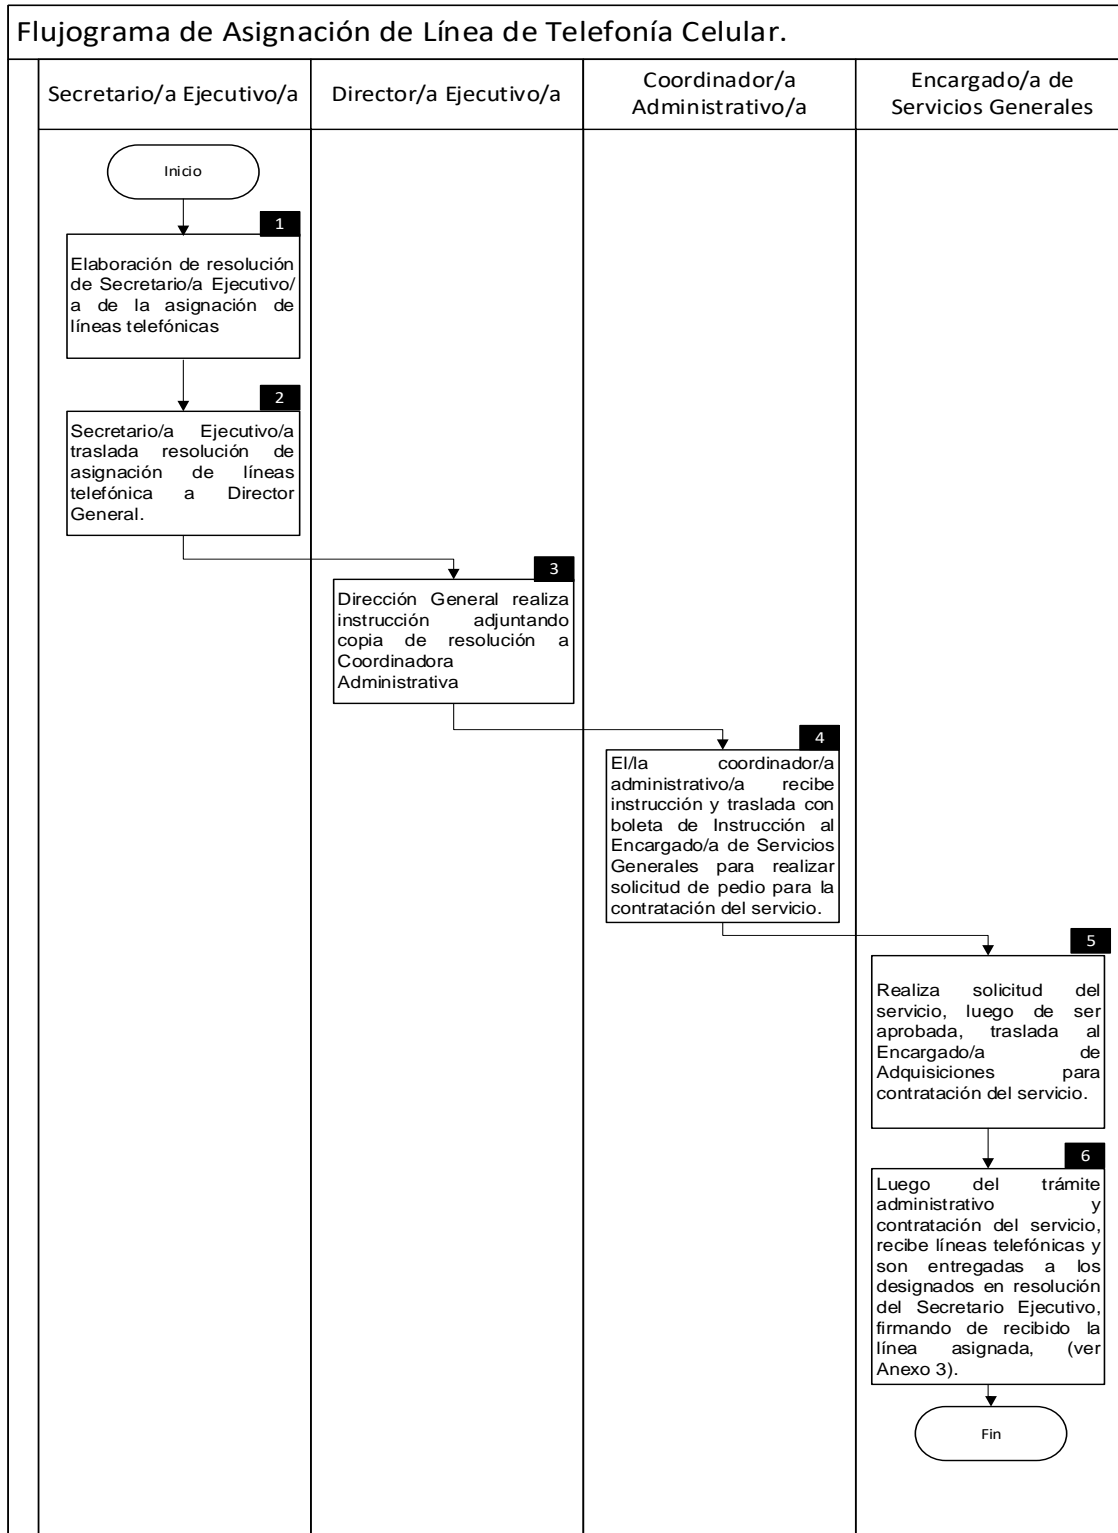 Flujograma de Asignación de Línea de Telefonía Celular.
Secretario/a Ejecutivo/a
Director/a Ejecutivo/a
Coordinador/a
Administrativo/a
Encargado/a de
Servicios Generales
Inicio
1
Elaboración de resolución
de Secretario/a Ejecutivo/
a de la asignación de
líneas telefónicas
2
Secretario/a Ejecutivo/a
traslada resolución de
asignación de líneas
telefónica a Director
General.
3
Dirección General realiza
instrucción adjuntando
copia de resolución a
Coordinadora
Administrativa
4
El/la coordinador/a
administrativo/a recibe
instrucción y traslada con
boleta de Instrucción al
Encargado/a de Servicios
Generales para realizar
solicitud de pedio para la
contratación del servicio.
5
Realiza solicitud del
servicio, luego de ser
aprobada, traslada al
Encargado/a de
Adquisiciones para
contratación del servicio.
6
Luego del trámite
administrativo y
contratación del servicio,
recibe líneas telefónicas y
son entregadas a los
designados en resolución
del Secretario Ejecutivo,
firmando de recibido la
línea asignada, (ver
Anexo 3).
Fin